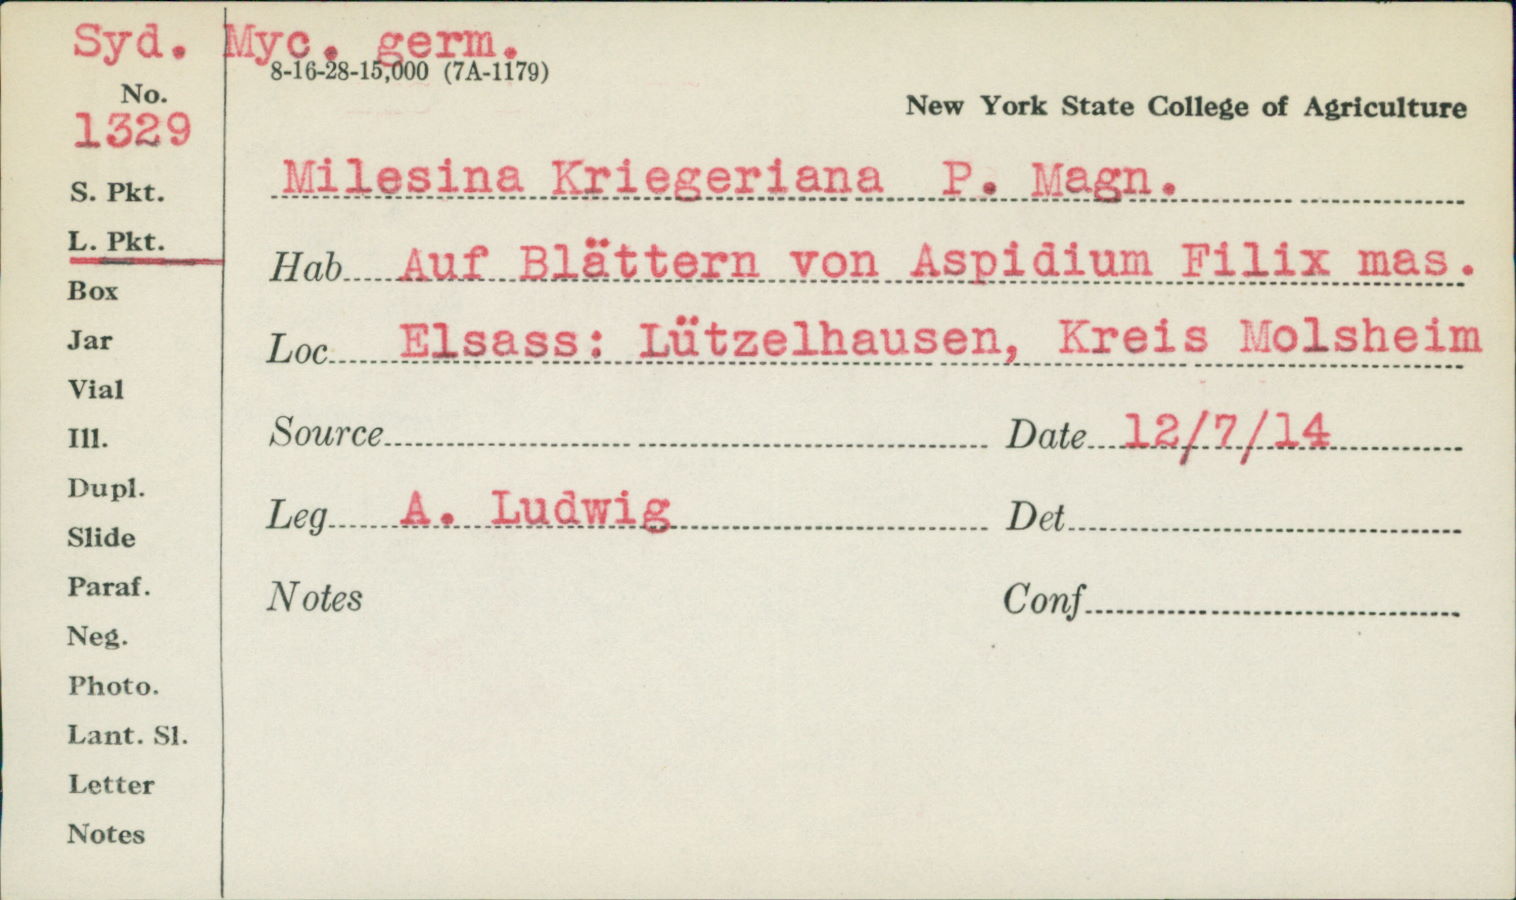 Syd. Myc. germ.
8-16-28-15,000 (7A-1179)
No.
1329
New York State College of Agriculture
S. Pkt.
L. Pkt.
Box
Jar
Vial
Ill.
Dupl.
Slide
Paraf.
Neg.
Photo.
Lant. Sl.
Letter
Notes
Milesina Kriegeriana P. Magn.
Hab. Auf Blättern von Aspidium Filix mas.
Loc. Elsass: Lützelhausen, Kreis Molsheim
Source Date 12/7/14
Leg. A. Ludwig Det.
Notes Conf.